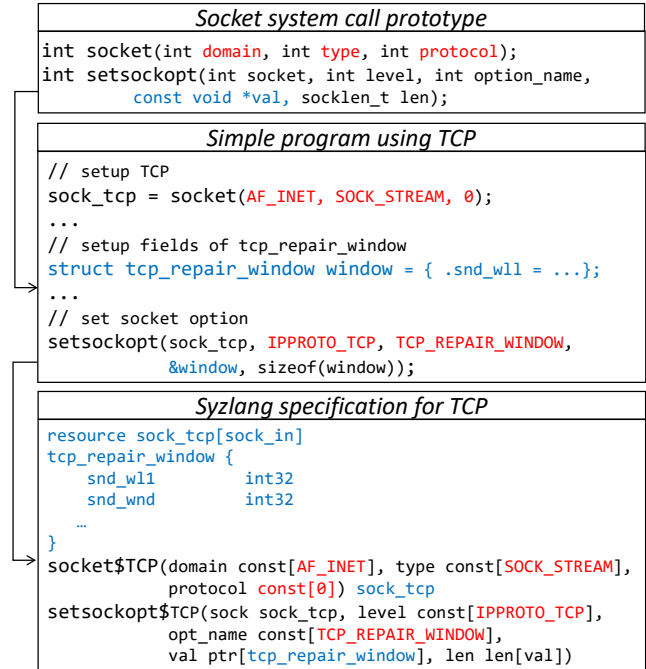 Socket system call prototype
int socket(int domain, int type, int protocol);
int setsockopt(int socket, int level, int option_name,
const void *val, socklen_t len);
Simple program using TCP
// setup TCP
sock_tcp = socket(AF_INET, SOCK_STREAM, 0);
...
// setup fields of tcp_repair_window
struct tcp_repair_window window = { .snd_wll = ...};
...
// set socket option
setsockopt(sock_tcp, IPPROTO_TCP, TCP_REPAIR_WINDOW,
&window, sizeof(window));
Syzlang specification for TCP
resource sock_tcp[sock_in]
tcp_repair_window {
snd_wl1 int32
snd_wnd int32
…
}
socket$TCP(domain const[AF_INET], type const[SOCK_STREAM],
protocol const[0]) sock_tcp
setsockopt$TCP(sock sock_tcp, level const[IPPROTO_TCP],
opt_name const[TCP_REPAIR_WINDOW],
val ptr[tcp_repair_window], len len[val])